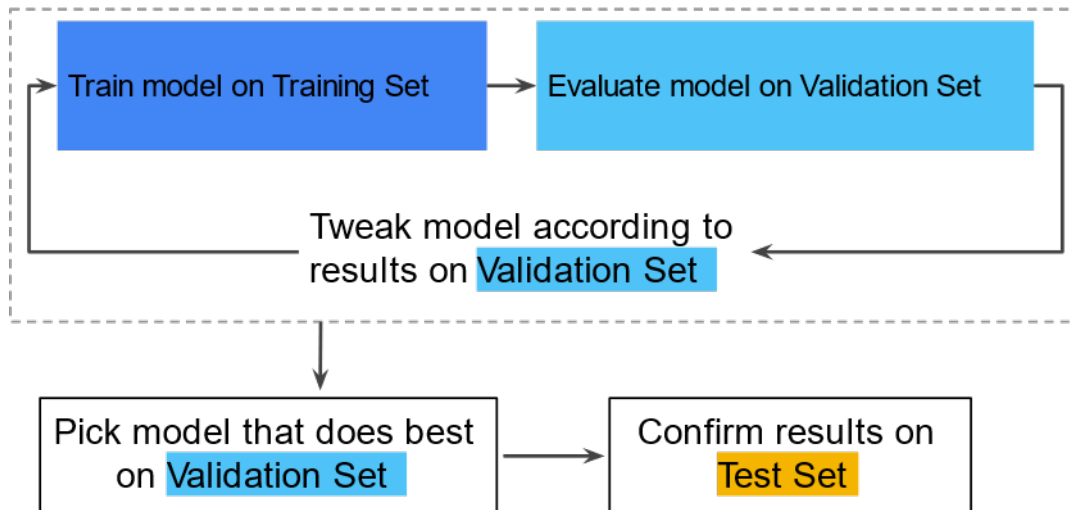 Train model on Training Set
Evaluate model on Validation Set
Tweak model according to
results on Validation Set
Pick model that does best
on Validation Set
Confirm results on
Test Set